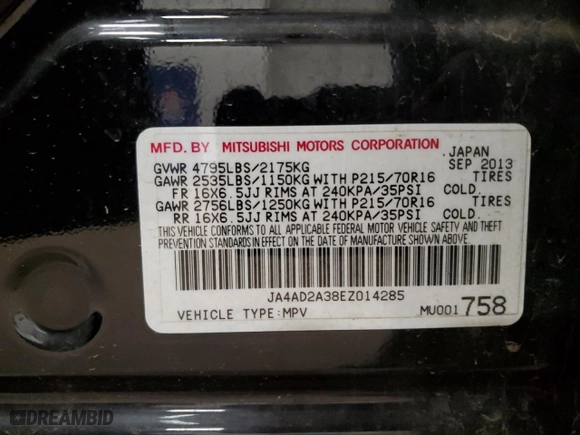 MFD. BY MITSUBISHI MOTORS CORPORATION , JAPAN
GVWR 4795LBS/2175KG SEP 2013
GAWR 2535LBS/1150KG WITH P215/70R16 TIRES
FR 16X6.5JJ RIMS AT 240KPA/35PSI COLD.
GAWR 2756LBS/1250KG WITH P215/70R16 TIRES
RR 16X6.5JJ RIMS AT 240KPA/35PSI COLD.
THIS VEHICLE CONFORMS TO ALL APPLICABLE FEDERAL MOTOR VEHICLE SAFETY, BUMPER, AND THEFT
PREVENTION STANDARDS IN EFFECT ON THE DATE OF MANUFACTURE SHOWN ABOVE.
JA4AD2A38EZ014285
VEHICLE TYPE:MPV MU001758
DREAMBID